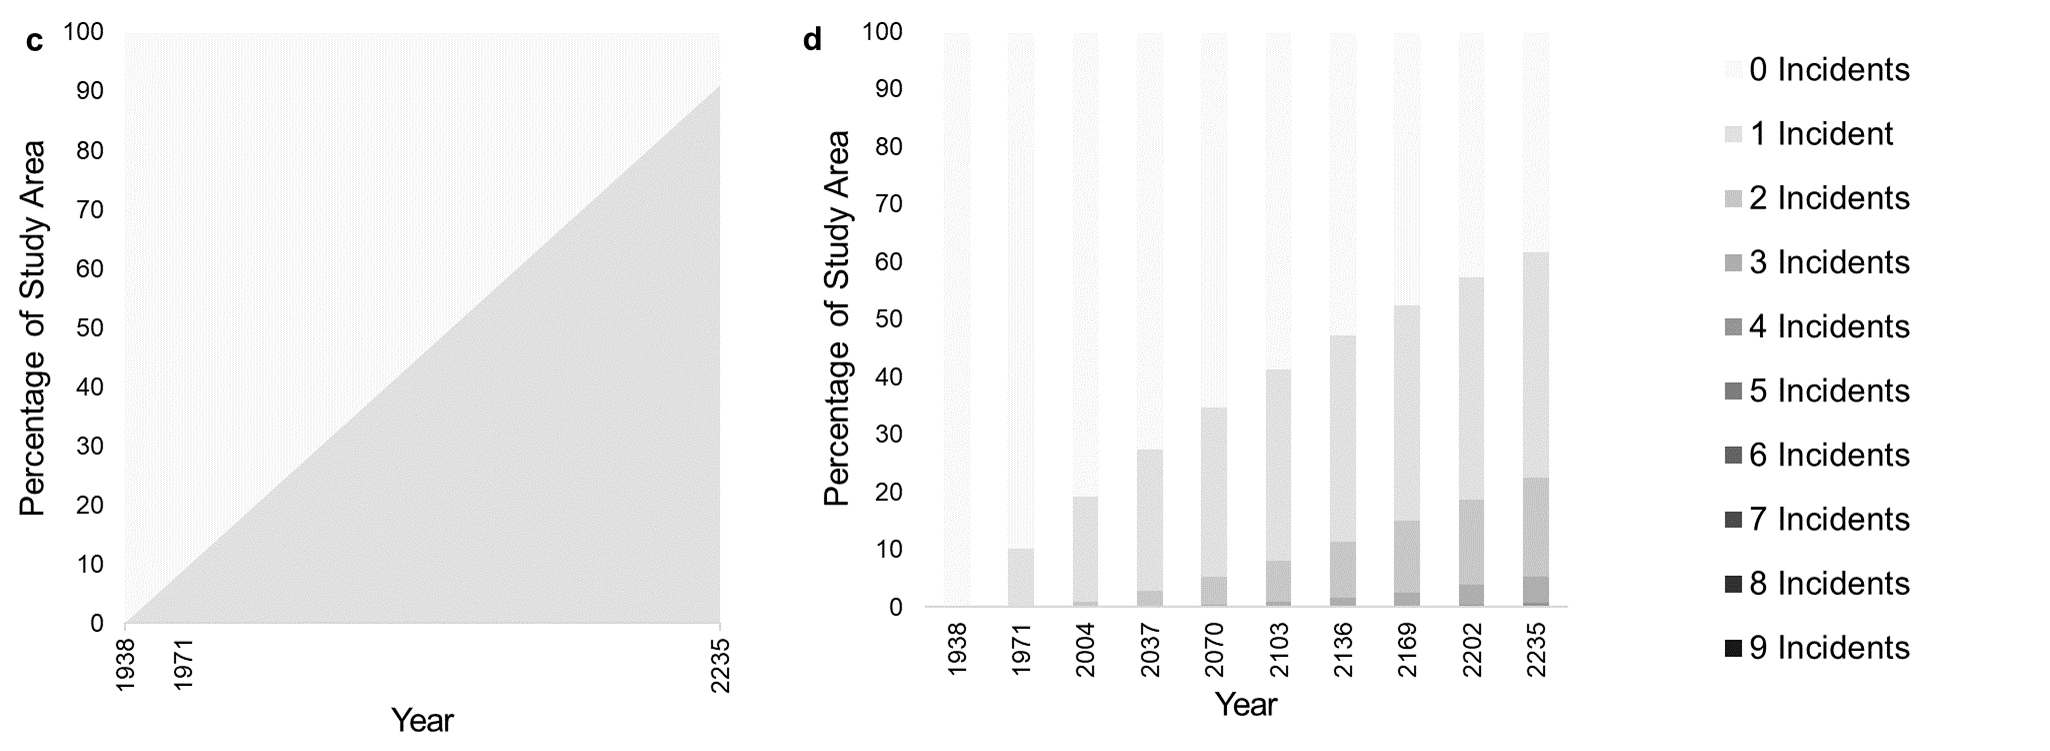 c
100
90
80
70
60
50
40
30
20
10
0
Percentage of Study Area
1938
1971
2235
Year
d
100
90
80
70
60
50
40
30
20
10
0
Percentage of Study Area
1938
1971
2004
2037
2070
2103
2136
2169
2202
2235
Year
0 Incidents
1 Incident
2 Incidents
3 Incidents
4 Incidents
5 Incidents
6 Incidents
7 Incidents
8 Incidents
9 Incidents